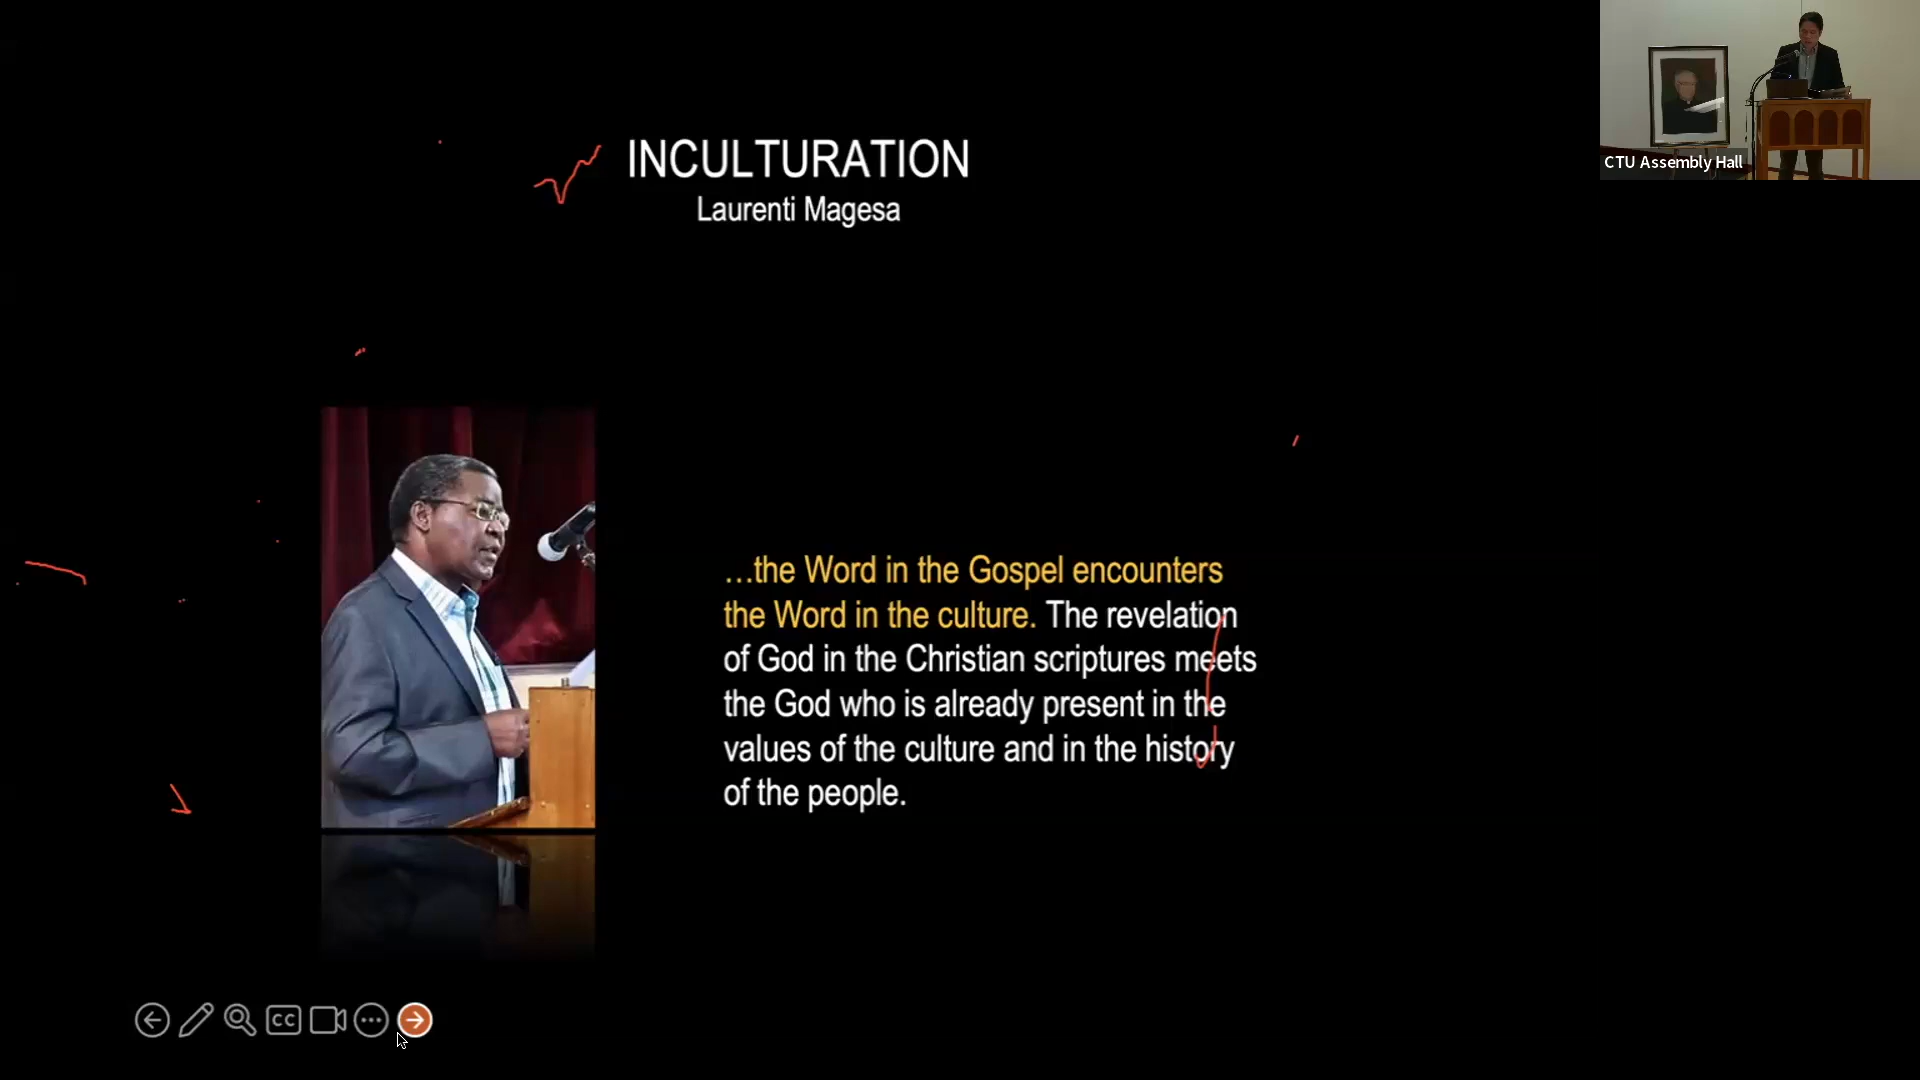 INCULTURATION
Laurenti Magesa
CTU Assembly Hall
…the Word in the Gospel encounters
the Word in the culture. The revelation
of God in the Christian scriptures meets
the God who is already present in the
values of the culture and in the history
of the people.
CC